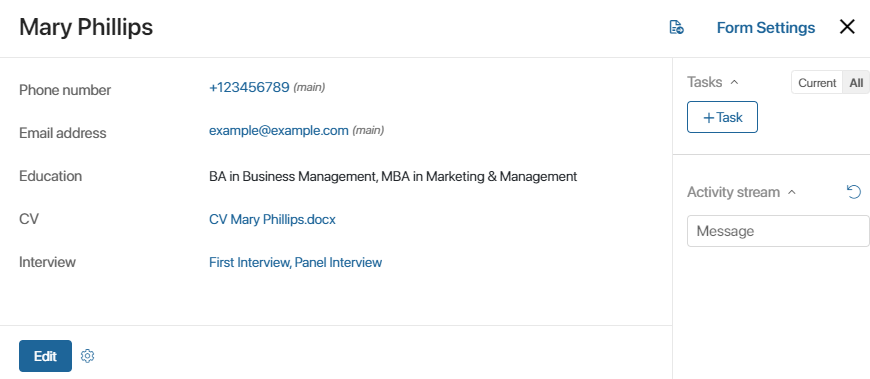 Mary Phillips
Form Settings
Phone number
+123456789 (main)
Email address
example@example.com (main)
Education
BA in Business Management, MBA in Marketing & Management
CV
CV Mary Phillips.docx
Interview
First Interview, Panel Interview
Edit
Tasks
Current All
+Task
Activity stream
Message